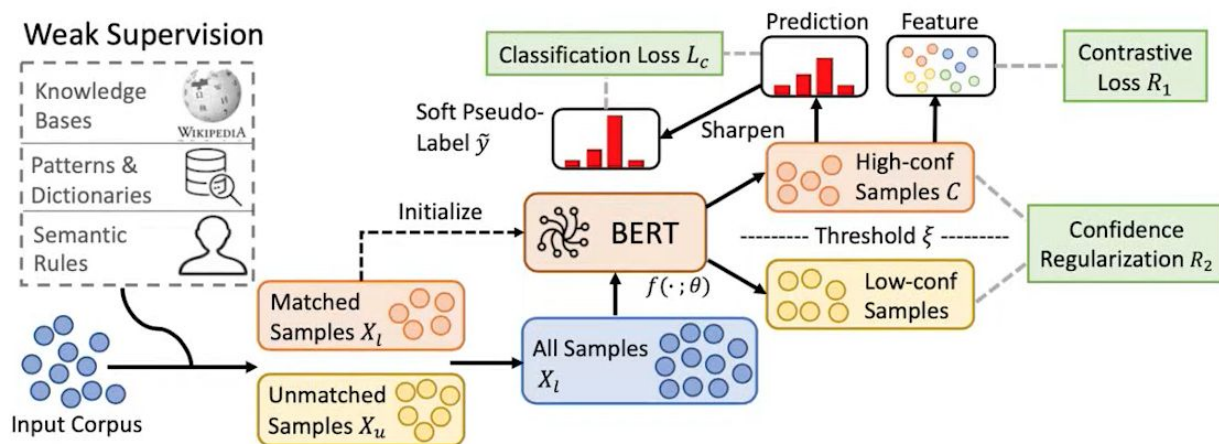 Weak Supervision
Knowledge
Bases
WIKIPEDIA
Patterns &
Dictionaries
Semantic
Rules
Input Corpus
Matched
Samples X_l
Unmatched
Samples X_u
Initialize
All Samples
X_l
BERT
f(· ; θ)
Classification Loss L_c
Soft Pseudo-
Label ỹ
Sharpen
Prediction
Feature
Contrastive
Loss R_1
High-conf
Samples C
Threshold ξ
Low-conf
Samples
Confidence
Regularization R_2